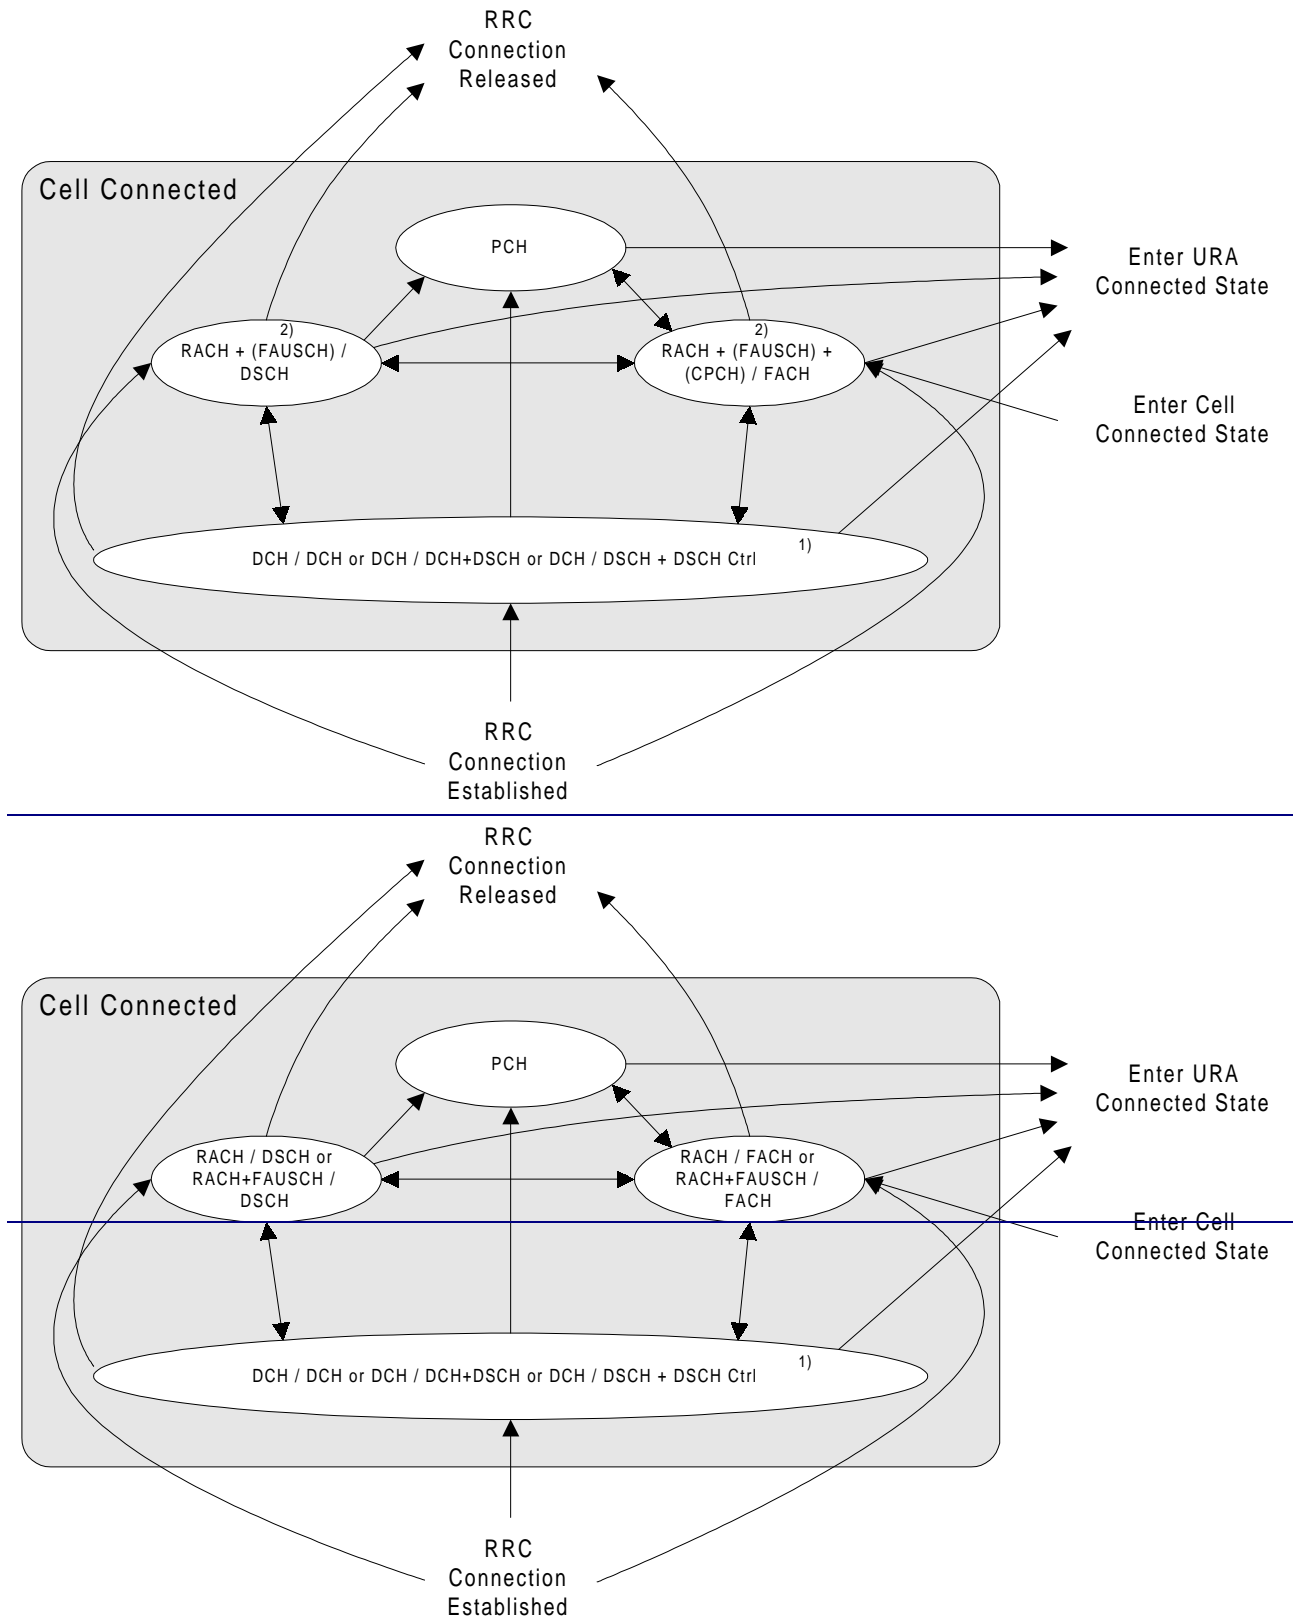 RRC
Connection
Released
Cell Connected
PCH
Enter URA
Connected State
2)
RACH + (FAUSCH) /
DSCH
2)
RACH + (FAUSCH) +
(CPCH) / FACH
Enter Cell
Connected State
1)
DCH / DCH or DCH / DCH+DSCH or DCH / DSCH + DSCH Ctrl
RRC
Connection
Established
RRC
Connection
Released
Cell Connected
PCH
Enter URA
Connected State
RACH / DSCH or
RACH+FAUSCH /
DSCH
RACH / FACH or
RACH+FAUSCH /
FACH
Enter Cell
Connected State
1)
DCH / DCH or DCH / DCH+DSCH or DCH / DSCH + DSCH Ctrl
RRC
Connection
Established